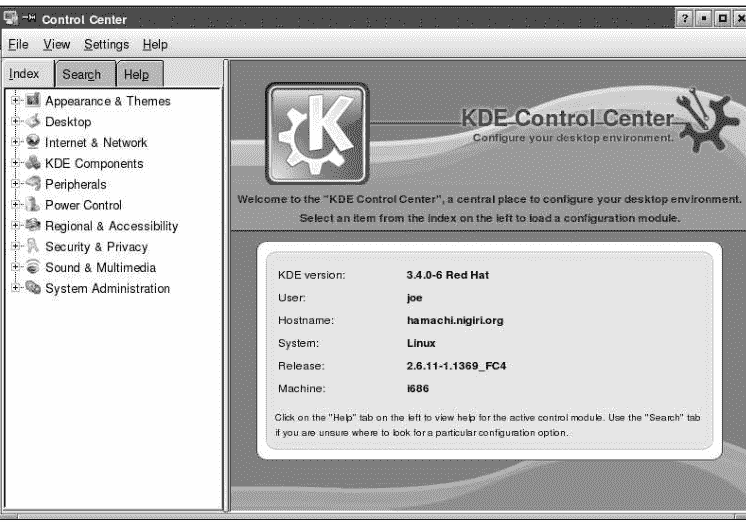 Control Center
File View Settings Help
Index Search Help
Appearance & Themes
Desktop
Internet & Network
KDE Components
Peripherals
Power Control
Regional & Accessibility
Security & Privacy
Sound & Multimedia
System Administration
K
KDE Control Center
Configure your desktop environment.
Welcome to the "KDE Control Center", a central place to configure your desktop environment.
Select an item from the index on the left to load a configuration module.
KDE version: 3.4.0-6 Red Hat
User: joe
Hostname: hamachi.nigiri.org
System: Linux
Release: 2.6.11-1.1369_FC4
Machine: i686
Click on the "Help" tab on the left to view help for the active control module. Use the "Search" tab
if you are unsure where to look for a particular configuration option.